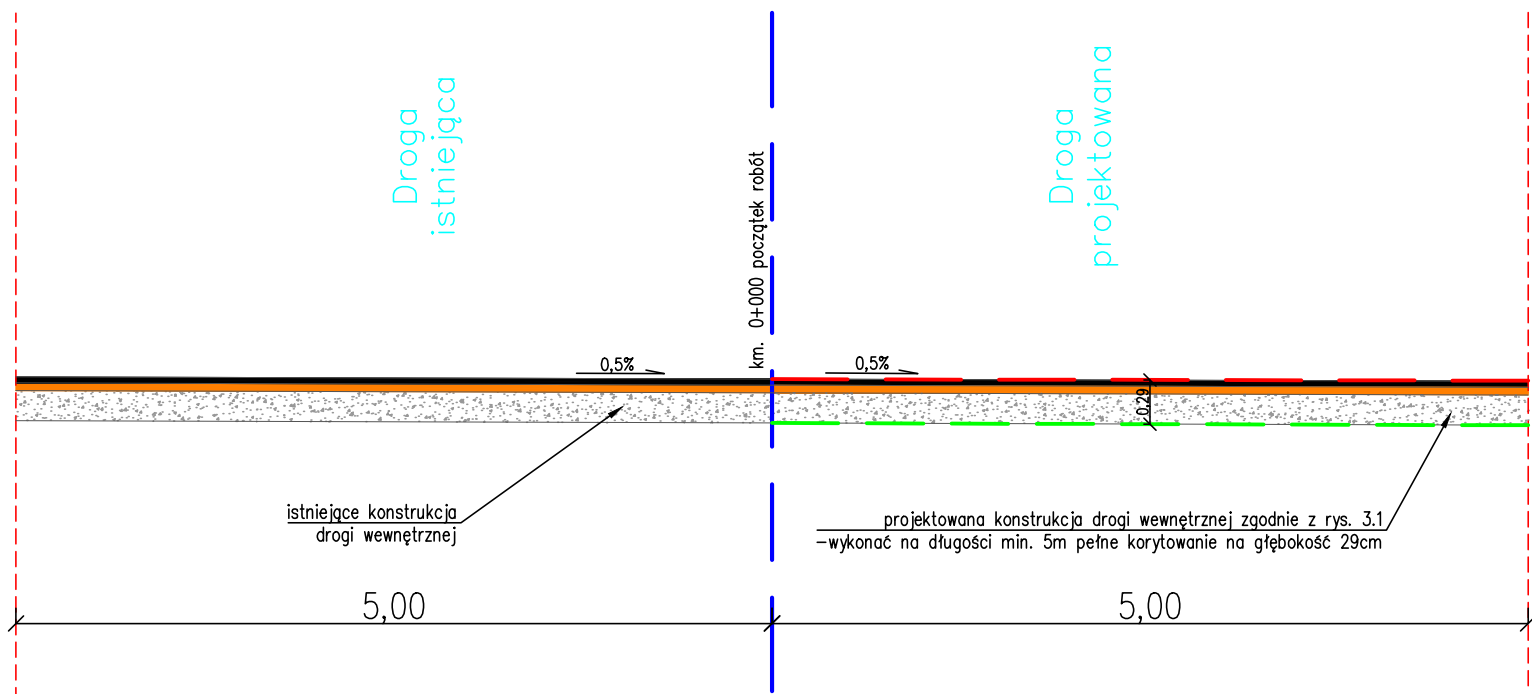 Droga
istniejąca
Droga
projektowana
km. 0+000 początek robót
0,5%
0,5%
0,29
istniejące konstrukcja
drogi wewnętrznej
projektowana konstrukcja drogi wewnętrznej zgodnie z rys. 3.1
-wykonać na długości min. 5m pełne korytowanie na głębokość 29cm
5,00
5,00